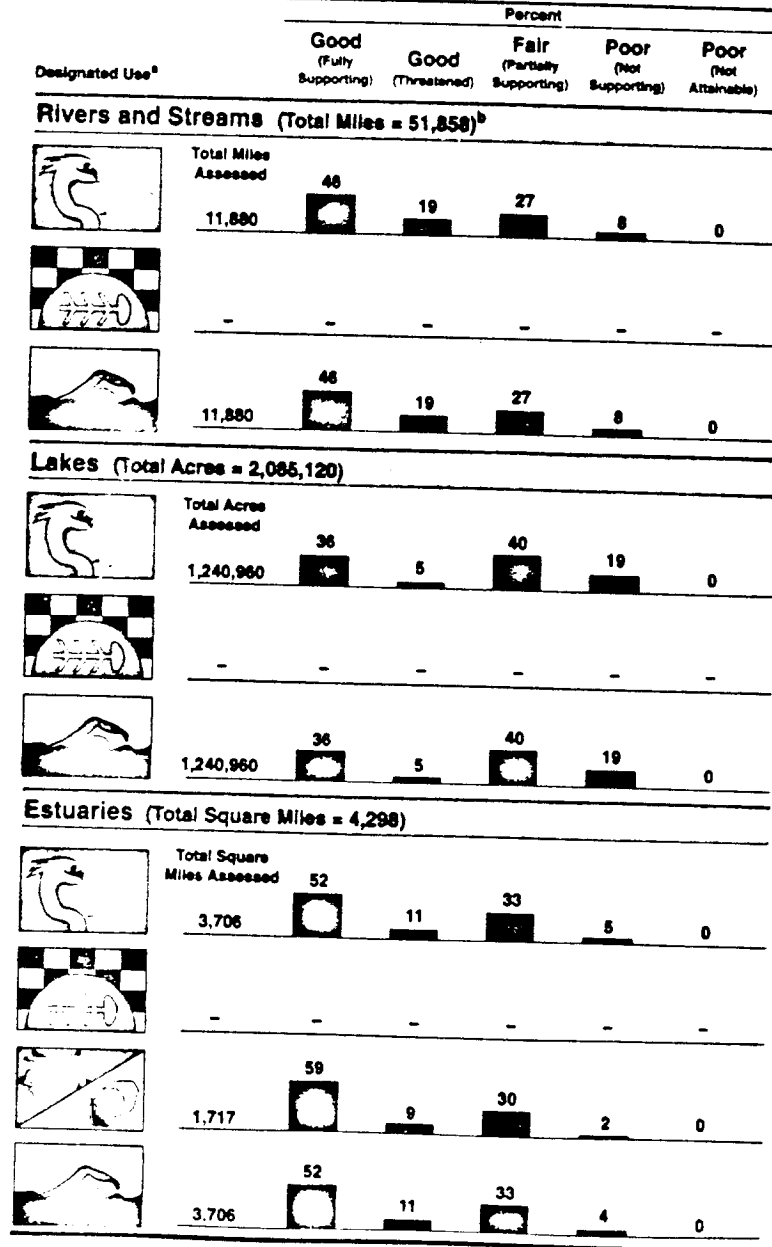 Percent
Designated Useª Good (Fully Supporting) Good (Threatened) Fair (Partially Supporting) Poor (Not Supporting) Poor (Not Attainable)
Rivers and Streams (Total Miles = 51,858)ᵇ
Total Miles Assessed
11,880 46 19 27 8 0
– – – – – –
11,880 46 19 27 8 0
Lakes (Total Acres = 2,085,120)
Total Acres Assessed
1,240,960 36 5 40 19 0
– – – – – –
1,240,960 36 5 40 19 0
Estuaries (Total Square Miles = 4,298)
Total Square Miles Assessed
3,706 52 11 33 5 0
– – – – – –
1,717 59 9 30 2 0
3.706 52 11 33 4 0